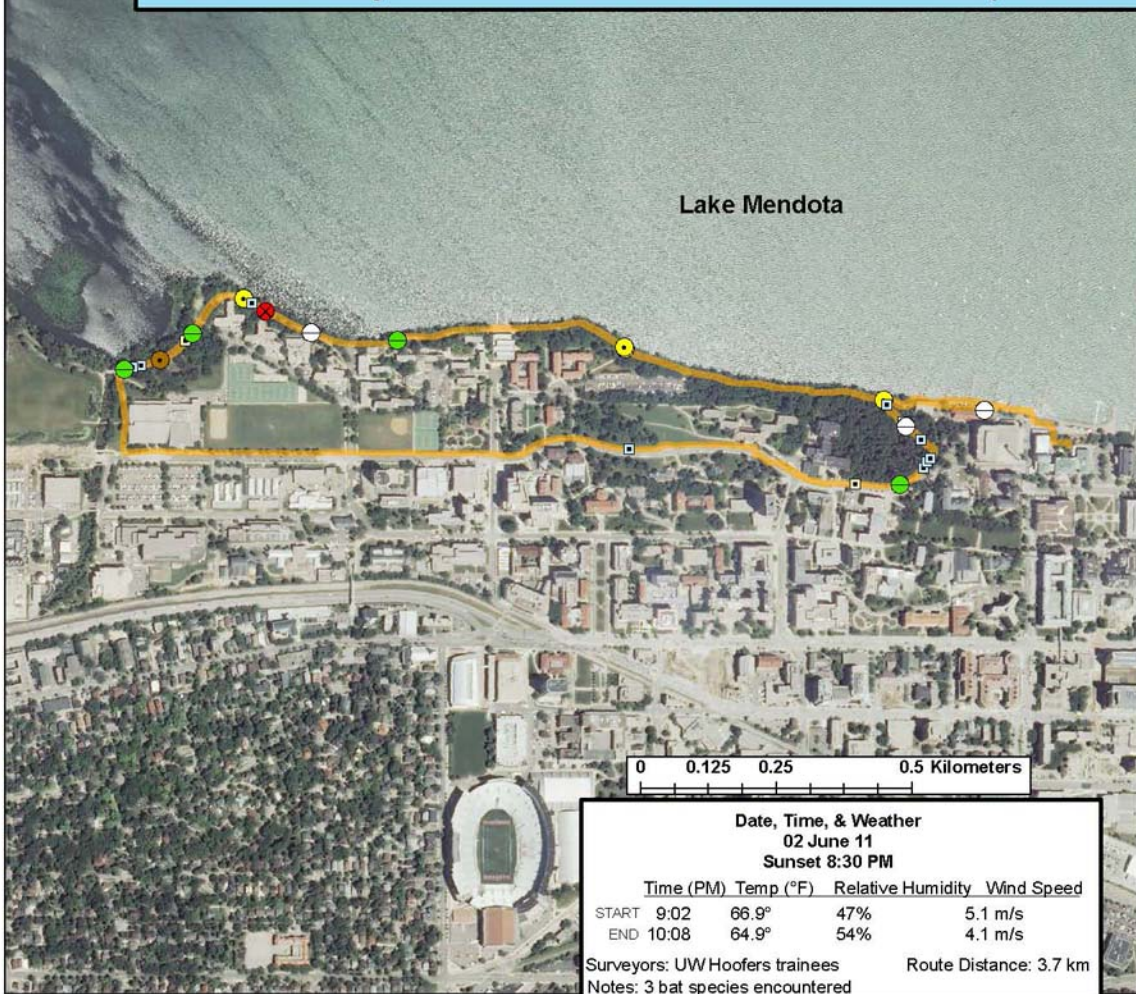 Lake Mendota
0 0.125 0.25 0.5 Kilometers
Date, Time, & Weather
02 June 11
Sunset 8:30 PM
Time (PM) Temp (°F) Relative Humidity Wind Speed
START 9:02 66.9° 47% 5.1 m/s
END 10:08 64.9° 54% 4.1 m/s
Surveyors: UW Hoofers trainees Route Distance: 3.7 km
Notes: 3 bat species encountered